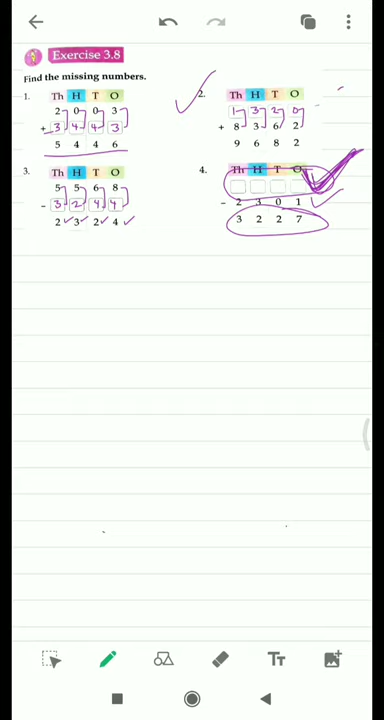 Exercise 3.8
Find the missing numbers.
1.
Th H T O
2 0 0 3
+ 3 4 4 3
5 4 4 6
2.
Th H T O
1 3 2 0
+ 8 3 6 2
9 6 8 2
3.
Th H T O
5 5 6 8
- 3 2 4 4
2 3 2 4
4.
Th H T O
- 2 3 0 1
3 2 2 7
Tт